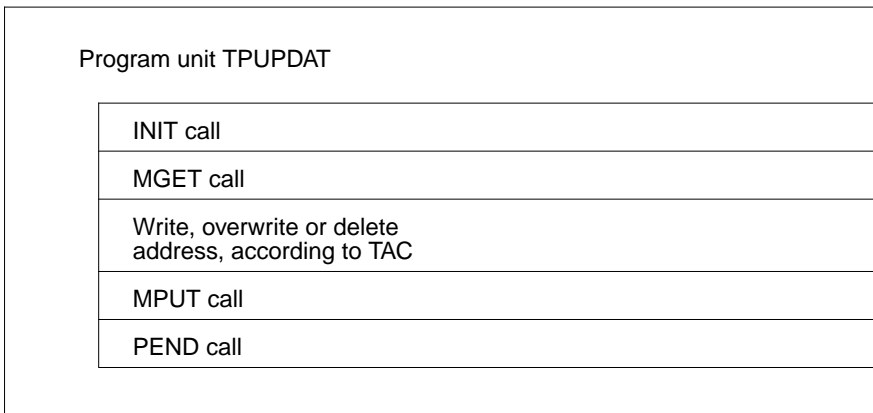 Program unit TPUPDAT
INIT call
MGET call
Write, overwrite or delete
address, according to TAC
MPUT call
PEND call